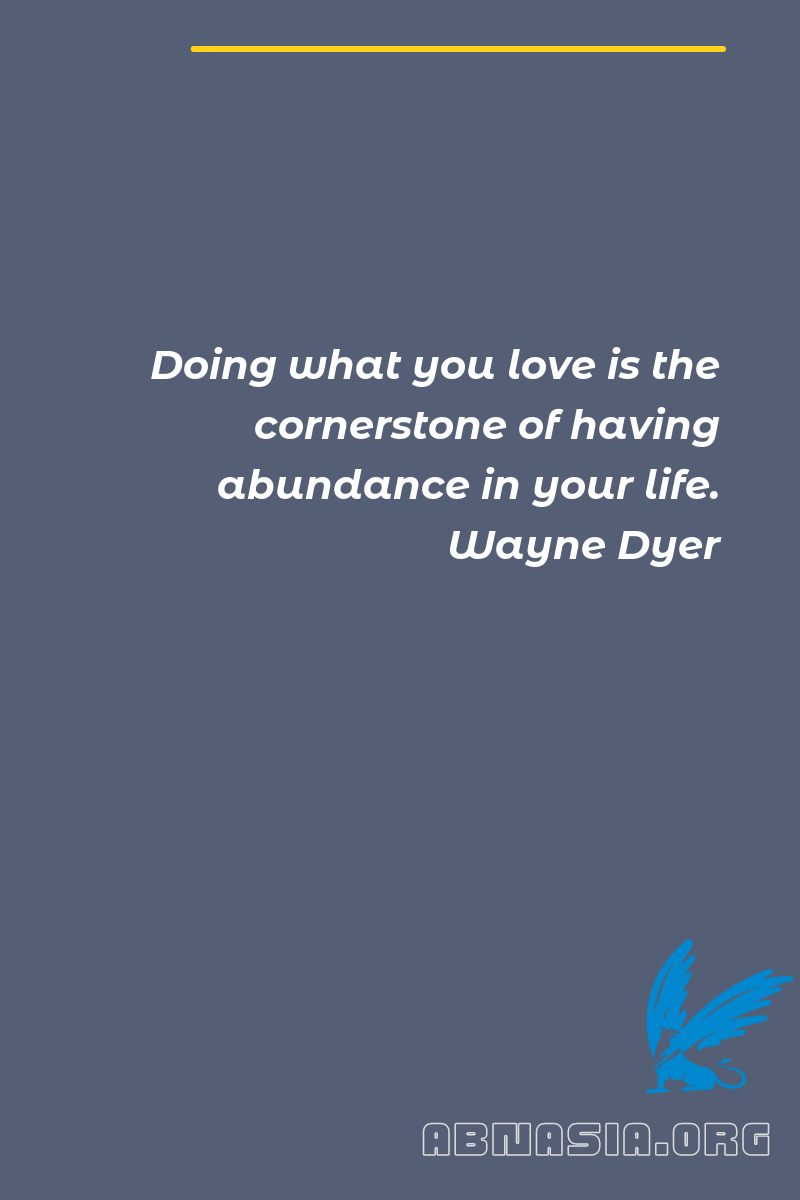 Doing what you love is the
cornerstone of having
abundance in your life.
Wayne Dyer
ABNASIA.ORG